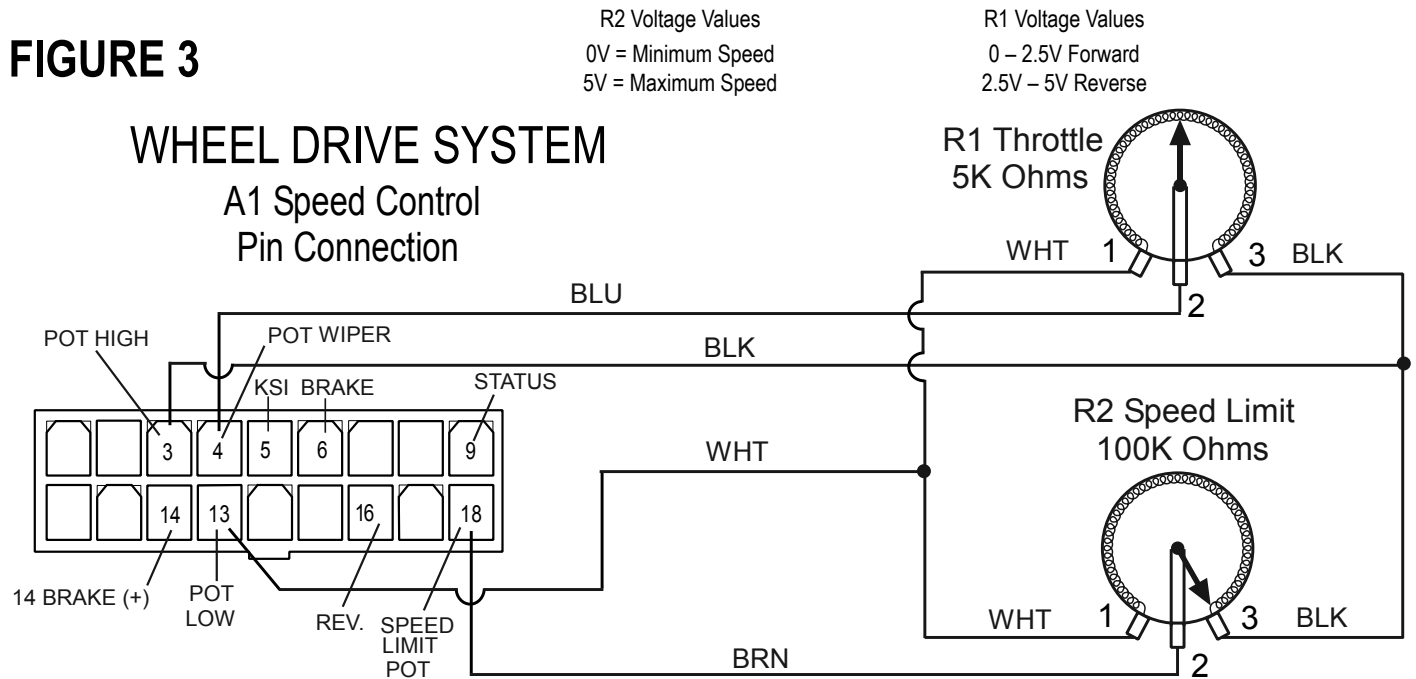 FIGURE 3
R2 Voltage Values
0V = Minimum Speed
5V = Maximum Speed
R1 Voltage Values
0 – 2.5V Forward
2.5V – 5V Reverse
WHEEL DRIVE SYSTEM
A1 Speed Control
Pin Connection
R1 Throttle
5K Ohms
WHT
1
3
BLK
2
BLU
BLK
POT HIGH
POT WIPER
KSI
BRAKE
STATUS
3
4
5
6
9
14
13
16
18
WHT
R2 Speed Limit
100K Ohms
14 BRAKE (+)
POT
LOW
REV.
SPEED
LIMIT
POT
WHT
1
3
BLK
2
BRN